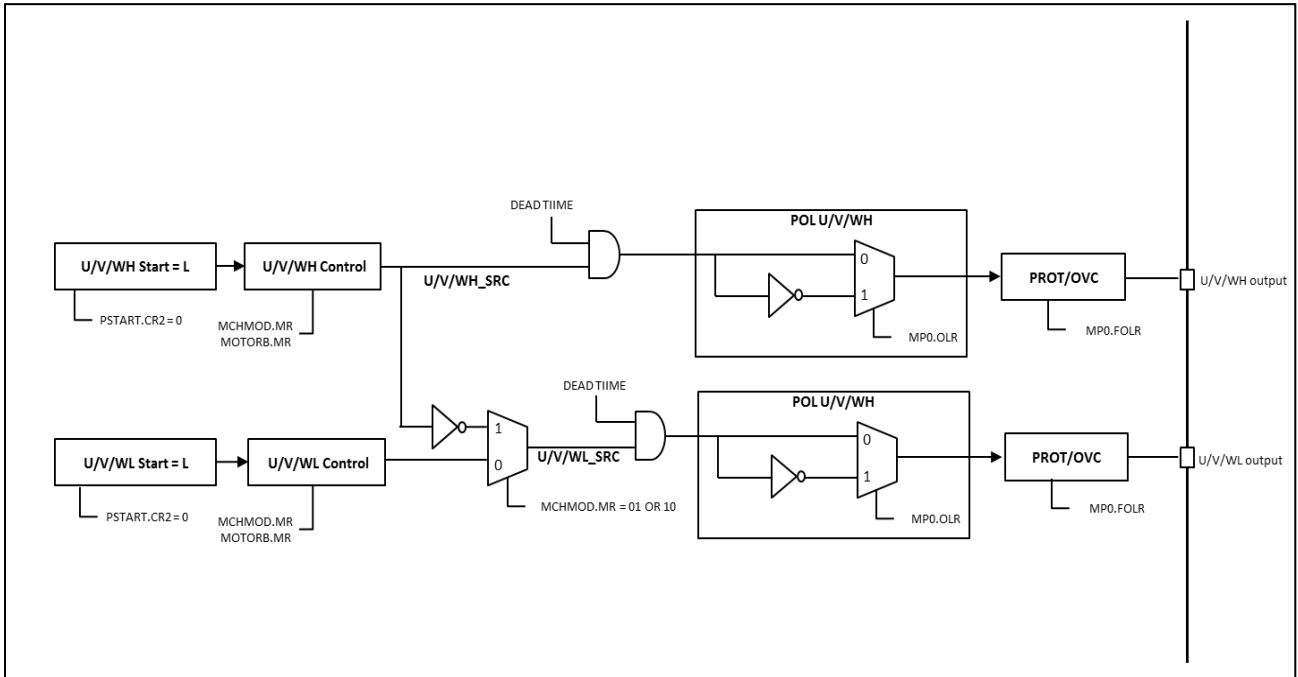 DEAD TIIME
POL U/V/WH
U/V/WH Start = L
U/V/WH Control
U/V/WH_SRC
0
1
PROT/OVC
U/V/WH output
PSTART.CR2 = 0
MCHMOD.MR
MOTORB.MR
MP0.OLR
MP0.FOLR
DEAD TIIME
POL U/V/WH
U/V/WL Start = L
U/V/WL Control
1
0
U/V/WL_SRC
0
1
PROT/OVC
U/V/WL output
PSTART.CR2 = 0
MCHMOD.MR
MOTORB.MR
MCHMOD.MR = 01 OR 10
MP0.OLR
MP0.FOLR